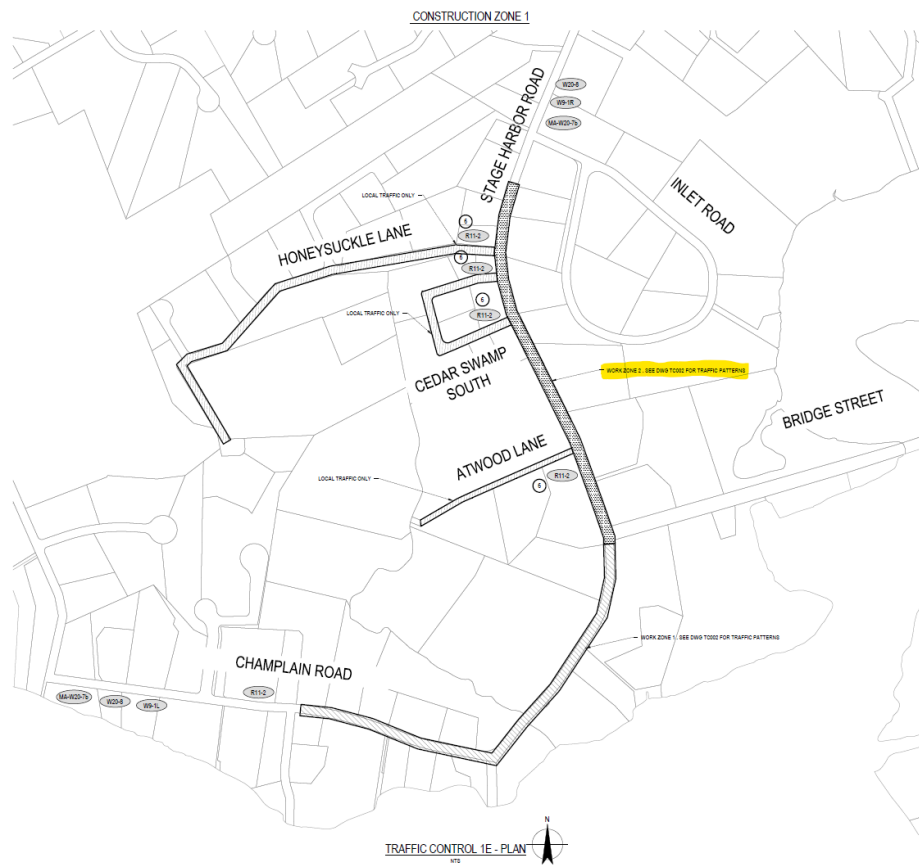 CONSTRUCTION ZONE 1
W20-8
W9-1R
MA-W20-7b
STAGE HARBOR ROAD
INLET ROAD
LOCAL TRAFFIC ONLY
6
R11-2
HONEYSUCKLE LANE
6
R11-2
6
R11-2
LOCAL TRAFFIC ONLY
CEDAR SWAMP
SOUTH
WORK ZONE 2 . SEE DWG TC002 FOR TRAFFIC PATTERNS
BRIDGE STREET
ATWOOD LANE
R11-2
6
LOCAL TRAFFIC ONLY
WORK ZONE 1 . SEE DWG TC002 FOR TRAFFIC PATTERNS
CHAMPLAIN ROAD
R11-2
MA-W20-7b
W20-8
W9-1L
N
TRAFFIC CONTROL 1E - PLAN
NTS